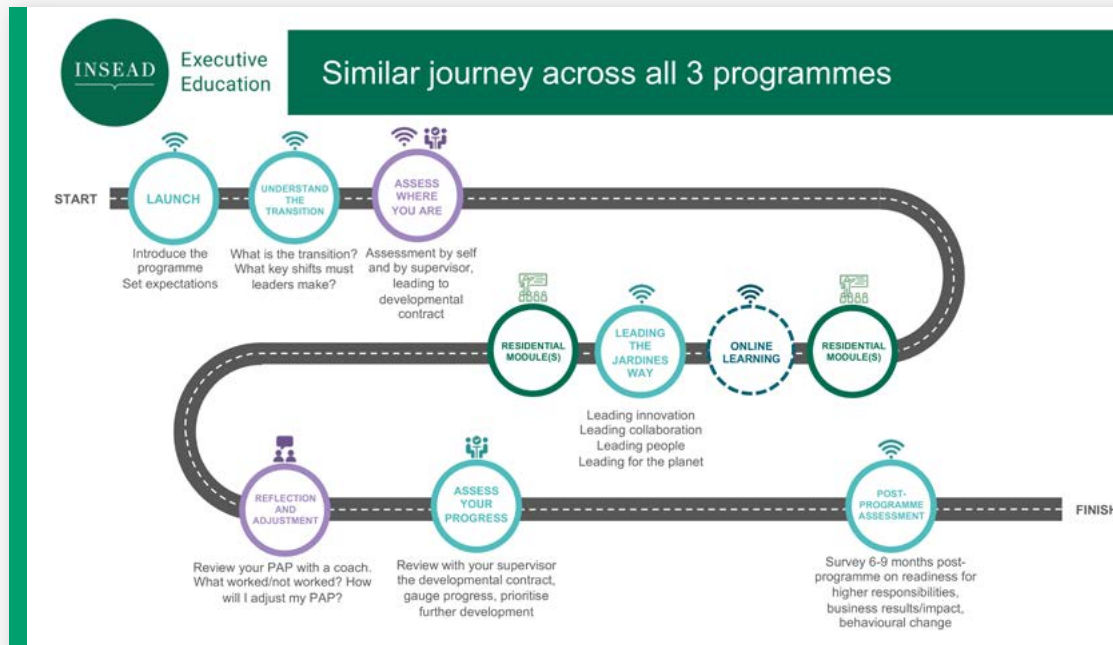 INSEAD
Executive
Education
Similar journey across all 3 programmes
START
LAUNCH
Introduce the
programme
Set expectations
UNDERSTAND
THE
TRANSITION
What is the transition?
What key shifts must
leaders make?
ASSESS
WHERE
YOU ARE
Assessment by self
and by supervisor,
leading to
developmental
contract
RESIDENTIAL
MODULE(S)
ONLINE
LEARNING
LEADING
THE
JARDINES
WAY
Leading innovation
Leading collaboration
Leading people
Leading for the planet
RESIDENTIAL
MODULE(S)
REFLECTION
AND
ADJUSTMENT
Review your PAP with a coach.
What worked/not worked? How
will I adjust my PAP?
ASSESS
YOUR
PROGRESS
Review with your supervisor
the developmental contract,
gauge progress, prioritise
further development
POST-
PROGRAMME
ASSESSMENT
Survey 6-9 months post-
programme on readiness for
higher responsibilities,
business results/impact,
behavioural change
FINISH